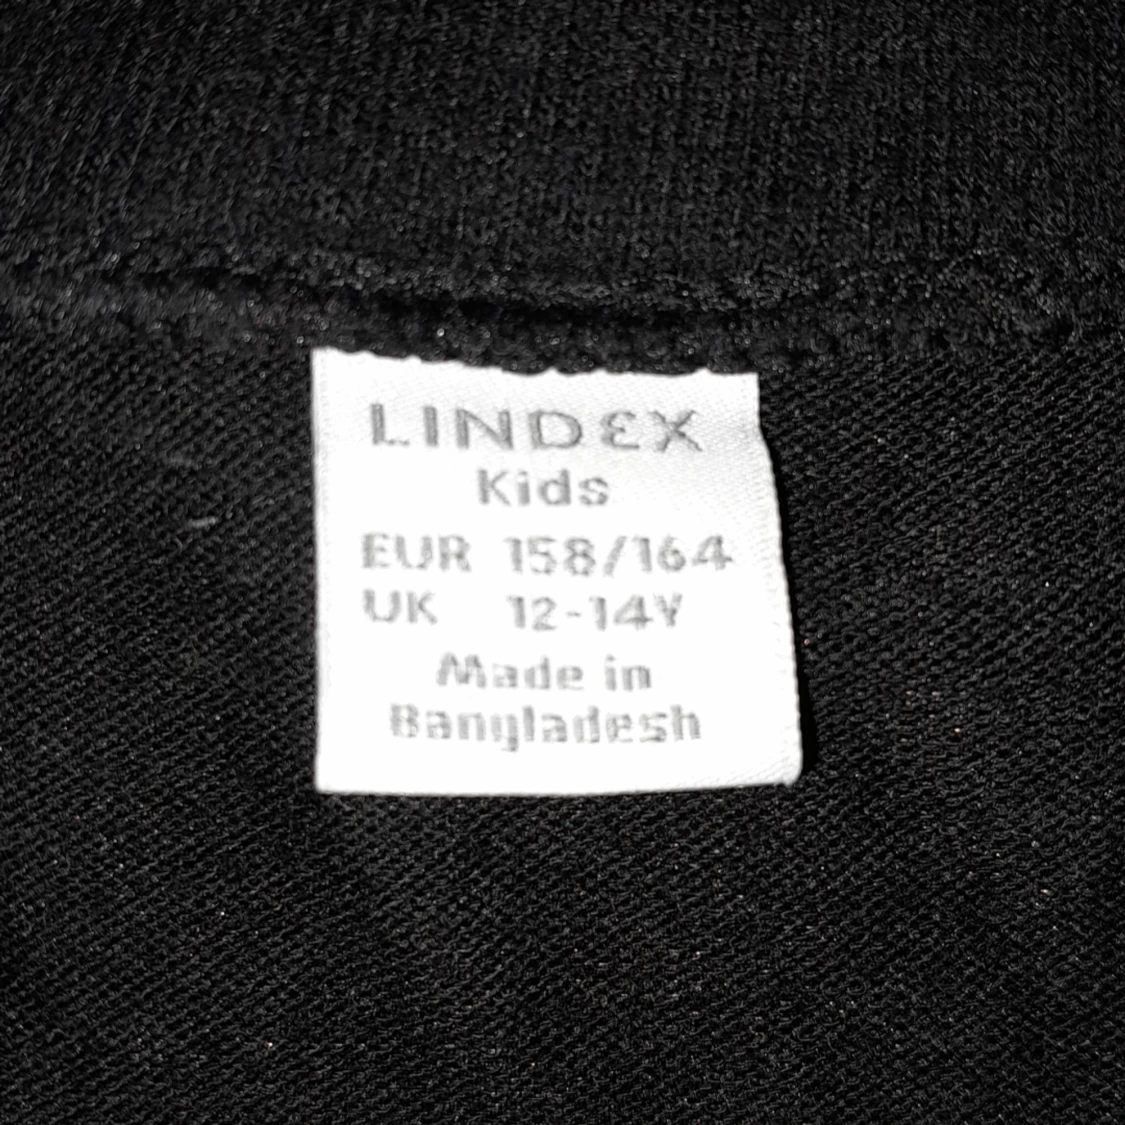 LINDEX
Kids
EUR 158/164
UK 12-14Y
Made in
Bangladesh